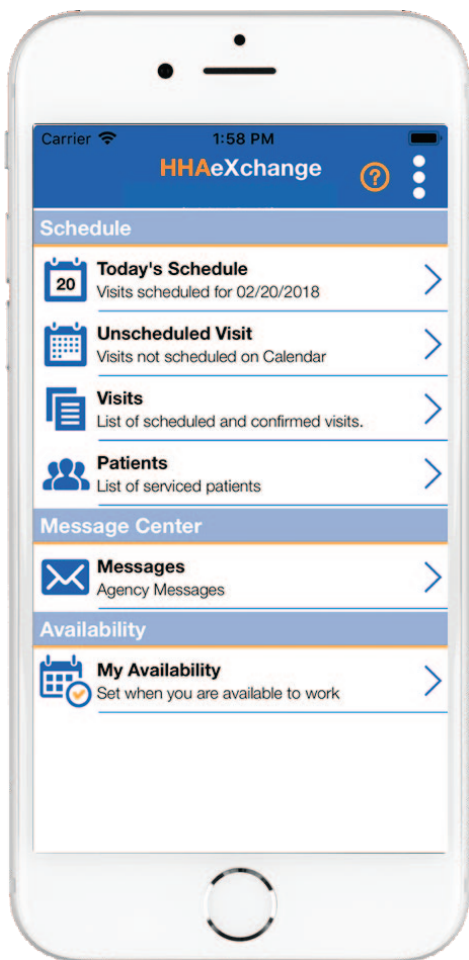 Carrier 1:58 PM
HHAeXchange ?
Schedule
20
Today's Schedule
Visits scheduled for 02/20/2018
Unscheduled Visit
Visits not scheduled on Calendar
Visits
List of scheduled and confirmed visits.
Patients
List of serviced patients
Message Center
Messages
Agency Messages
Availability
My Availability
Set when you are available to work